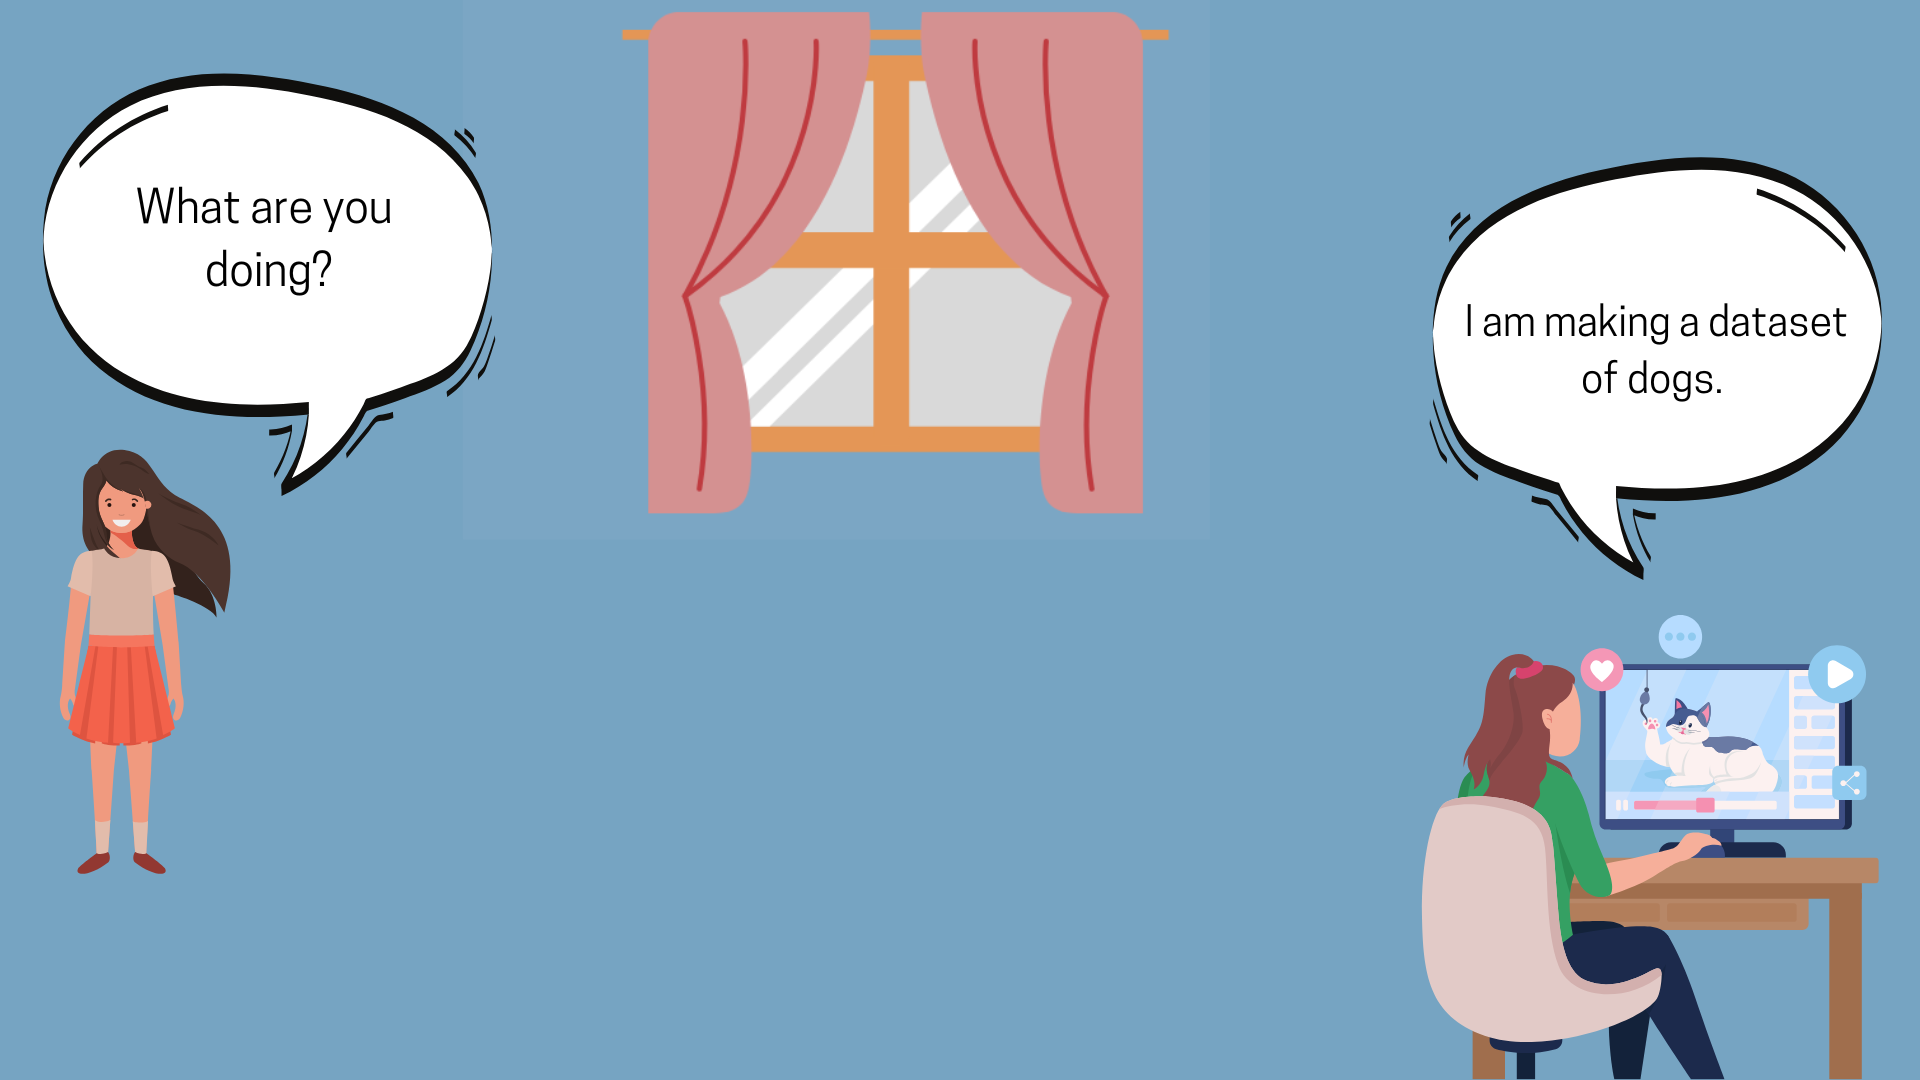 What are you
doing?
I am making a dataset
of dogs.